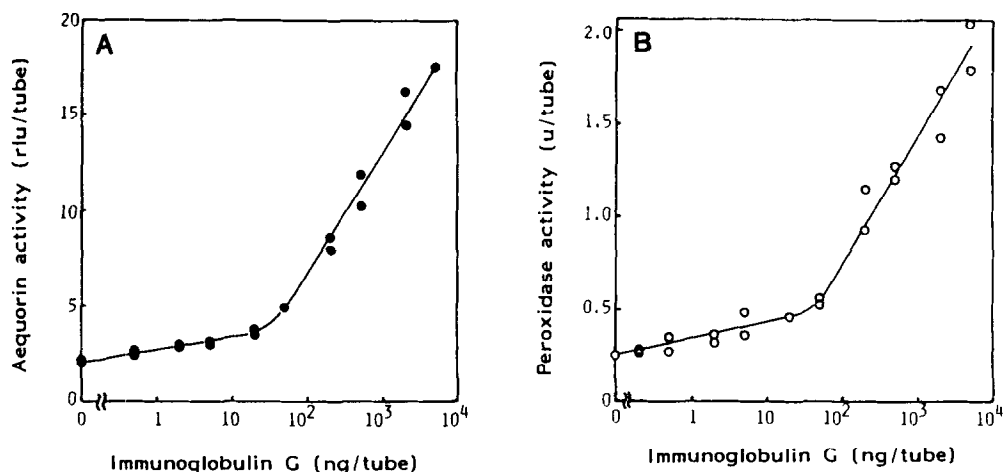 A
Aequorin activity (rlu/tube)
20
15
10
5
0
0 1 10 10² 10³ 10⁴
Immunoglobulin G (ng/tube)
B
Peroxidase activity (u/tube)
2.0
1.5
1.0
0.5
0
0 1 10 10² 10³ 10⁴
Immunoglobulin G (ng/tube)